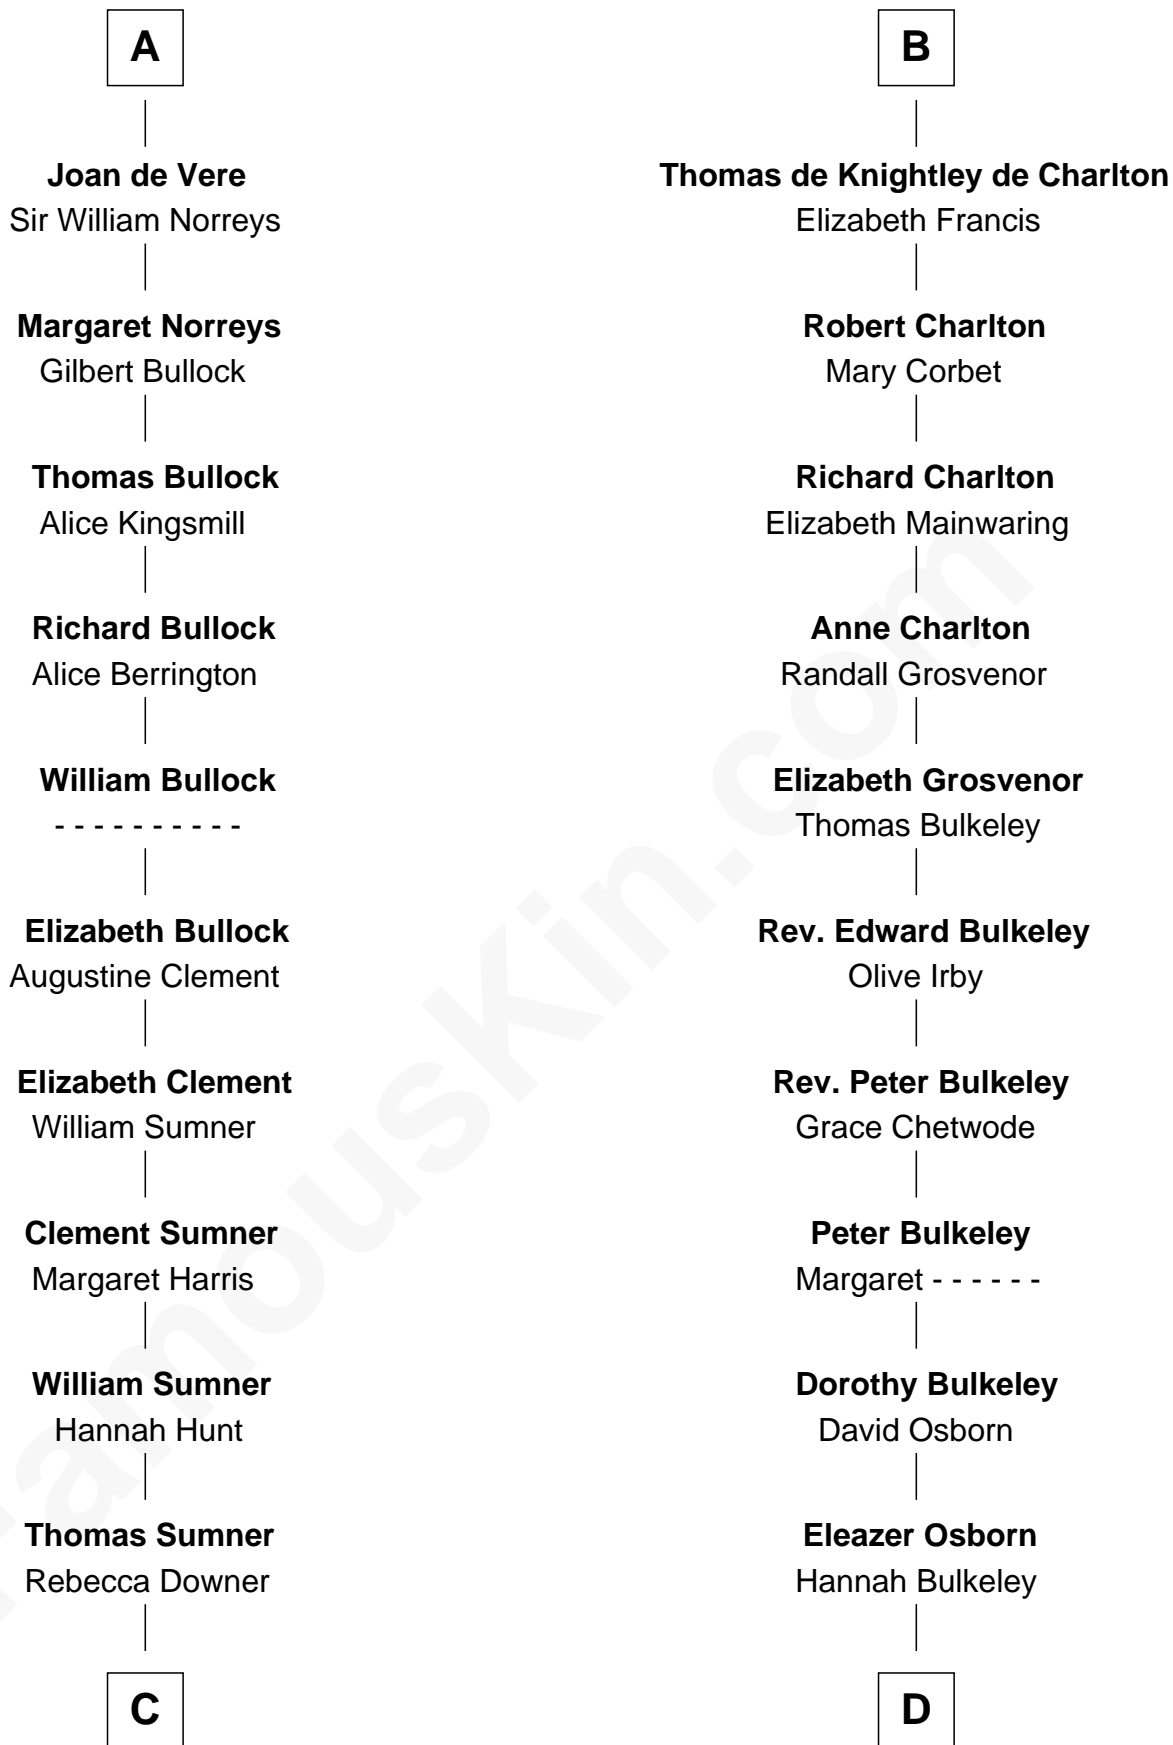 A
Joan de Vere
Sir William Norreys
Margaret Norreys
Gilbert Bullock
Thomas Bullock
Alice Kingsmill
Richard Bullock
Alice Berrington
William Bullock
- - - - - - - - - -
Elizabeth Bullock
Augustine Clement
Elizabeth Clement
William Sumner
Clement Sumner
Margaret Harris
William Sumner
Hannah Hunt
Thomas Sumner
Rebecca Downer
C
B
Thomas de Knightley de Charlton
Elizabeth Francis
Robert Charlton
Mary Corbet
Richard Charlton
Elizabeth Mainwaring
Anne Charlton
Randall Grosvenor
Elizabeth Grosvenor
Thomas Bulkeley
Rev. Edward Bulkeley
Olive Irby
Rev. Peter Bulkeley
Grace Chetwode
Peter Bulkeley
Margaret - - - - - -
Dorothy Bulkeley
David Osborn
Eleazer Osborn
Hannah Bulkeley
D
FamousKin.com